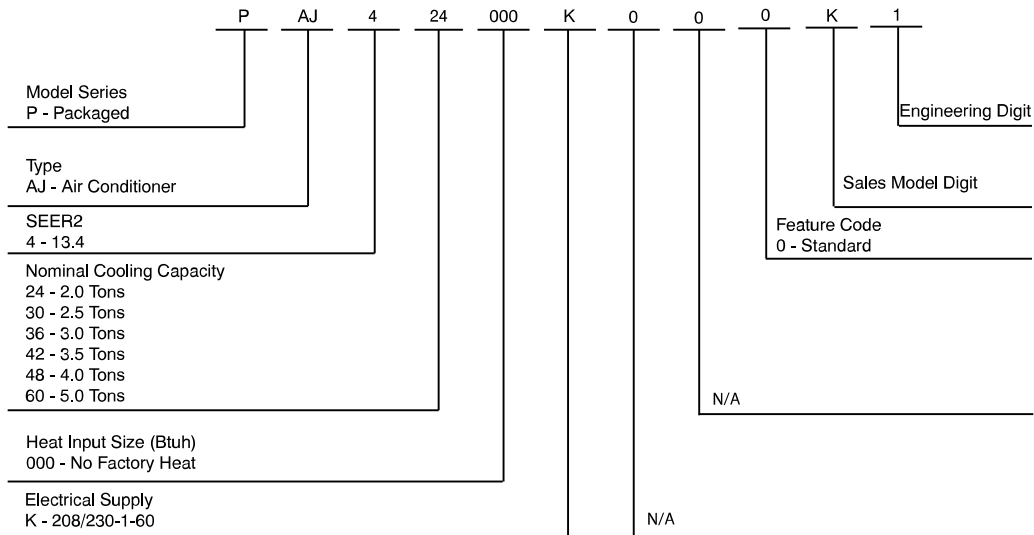 P AJ 4 24 000 K 0 0 0 K 1
Model Series
P - Packaged
Engineering Digit
Type
AJ - Air Conditioner
Sales Model Digit
SEER2
4 - 13.4
Feature Code
0 - Standard
Nominal Cooling Capacity
24 - 2.0 Tons
30 - 2.5 Tons
36 - 3.0 Tons
42 - 3.5 Tons
48 - 4.0 Tons
60 - 5.0 Tons
N/A
Heat Input Size (Btuh)
000 - No Factory Heat
Electrical Supply
K - 208/230-1-60
N/A